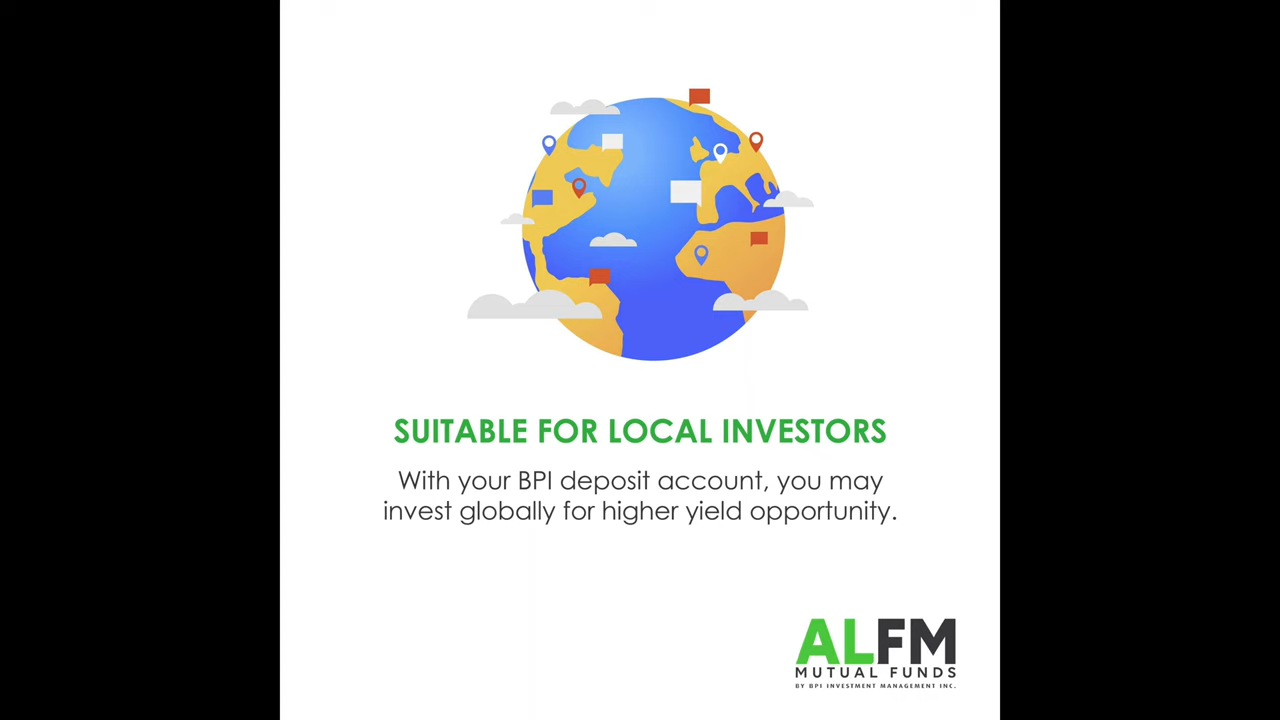 SUITABLE FOR LOCAL INVESTORS
With your BPI deposit account, you may
invest globally for higher yield opportunity.
ALFM
MUTUAL FUNDS
BY BPI INVESTMENT MANAGEMENT INC.